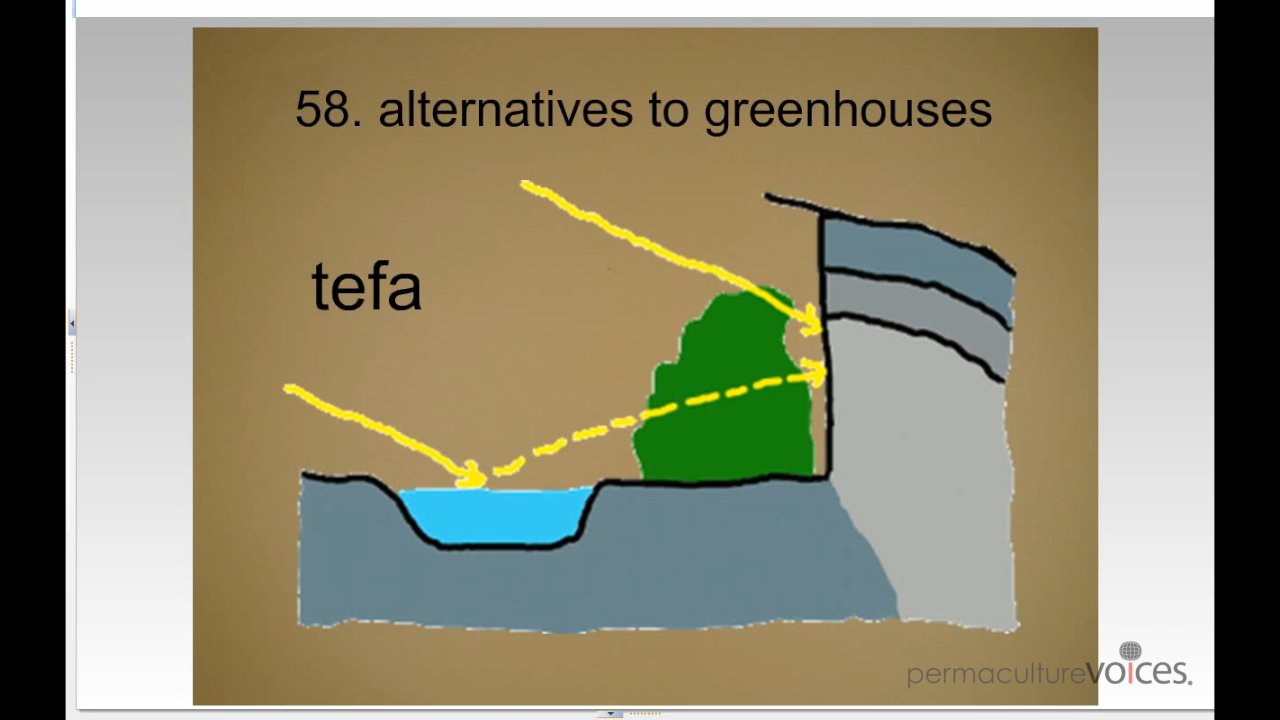 58. alternatives to greenhouses
tefa
permaculturevoices.